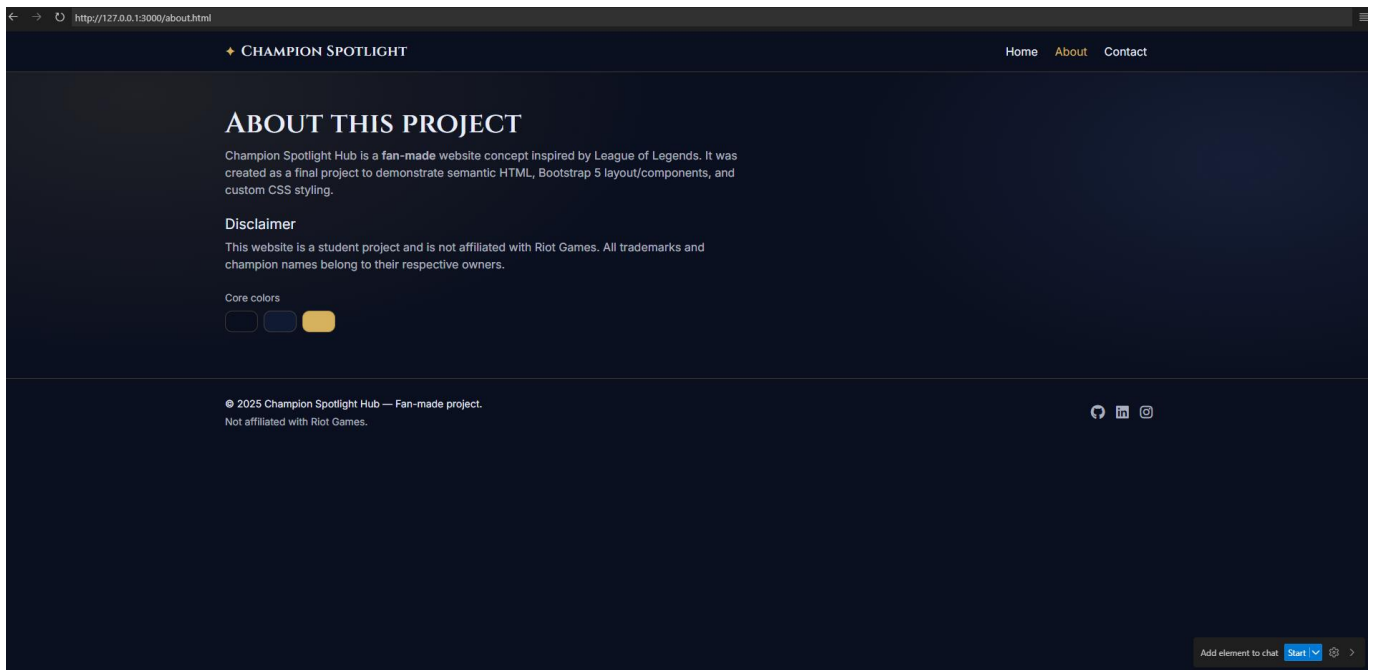 http://127.0.0.1:3000/about.html
✦ Champion Spotlight
Home About Contact
About this project
Champion Spotlight Hub is a fan-made website concept inspired by League of Legends. It was
created as a final project to demonstrate semantic HTML, Bootstrap 5 layout/components, and
custom CSS styling.
Disclaimer
This website is a student project and is not affiliated with Riot Games. All trademarks and
champion names belong to their respective owners.
Core colors
© 2025 Champion Spotlight Hub — Fan-made project.
Not affiliated with Riot Games.
in
Add element to chat Start